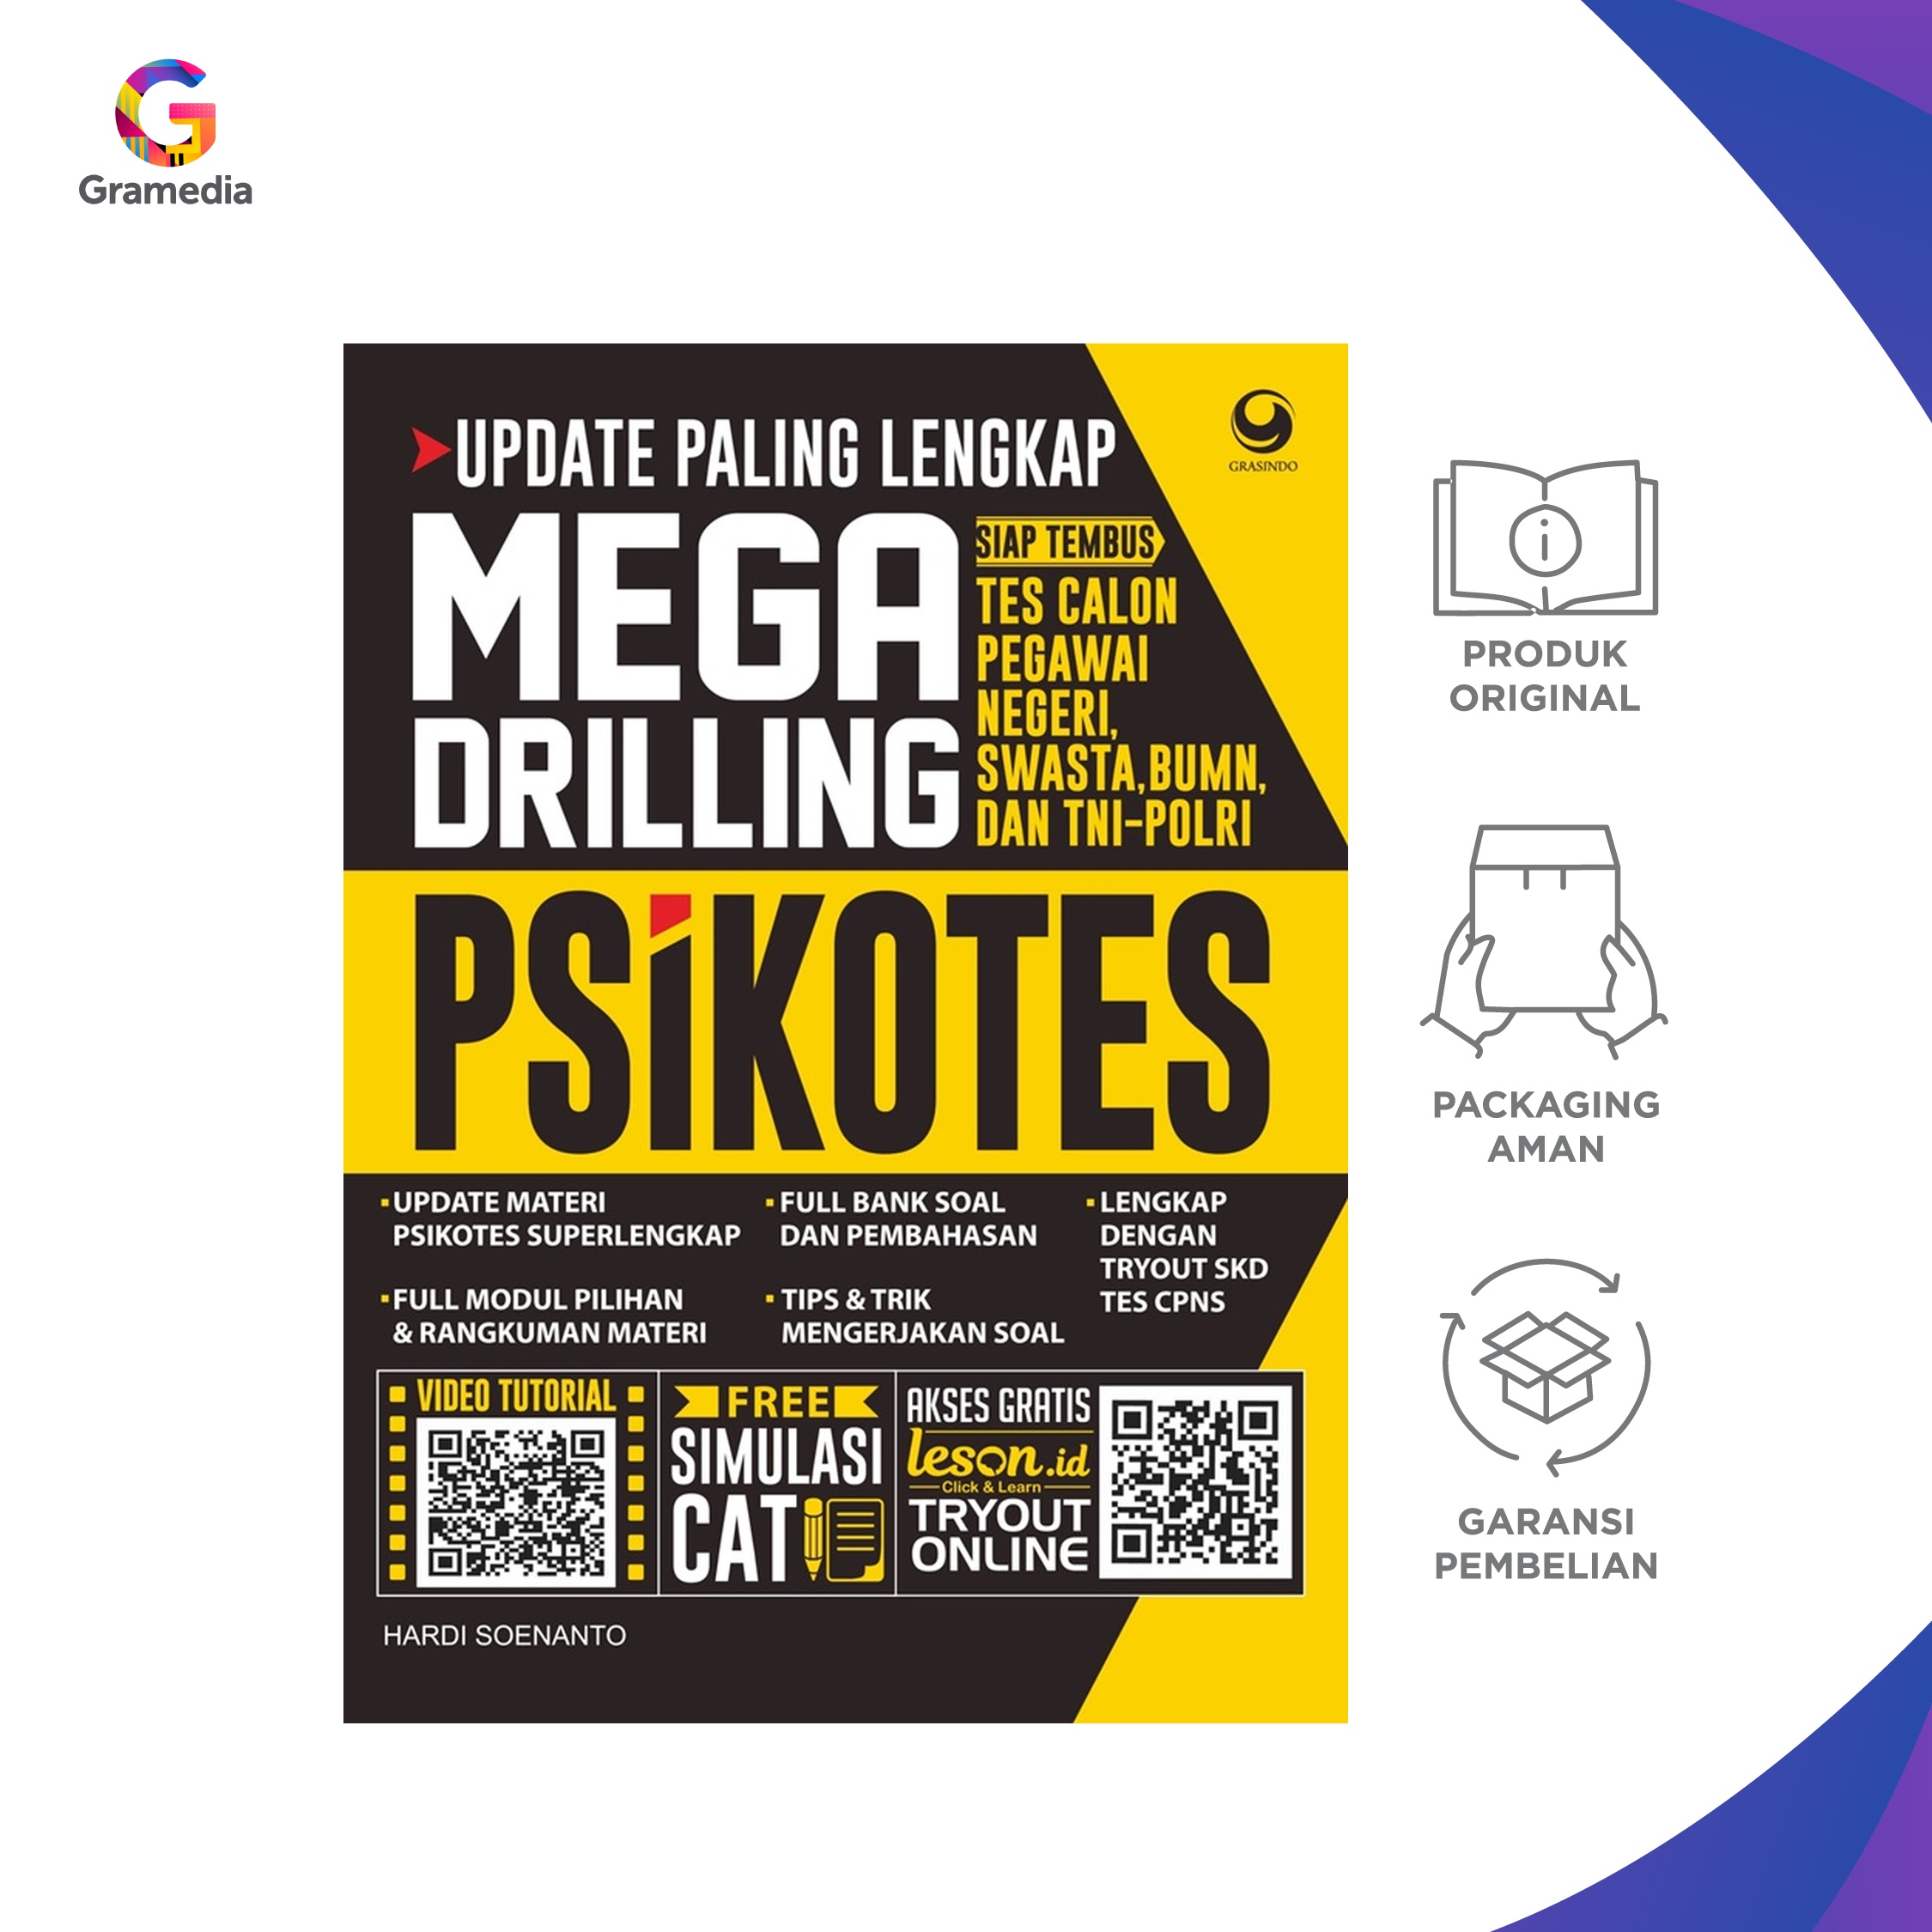 Gramedia
UPDATE PALING LENGKAP
GRASINDO
MEGA
DRILLING
SIAP TEMBUS
TES CALON
PEGAWAI
NEGERI,
SWASTA, BUMN,
DAN TNI-POLRI
PSiKOTES
UPDATE MATERI
PSIKOTES SUPERLENGKAP
FULL MODUL PILIHAN
& RANGKUMAN MATERI
FULL BANK SOAL
DAN PEMBAHASAN
TIPS & TRIK
MENGERJAKAN SOAL
LENGKAP
DENGAN
TRYOUT SKD
TES CPNS
VIDEO TUTORIAL
FREE
SIMULASI
CAT
AKSES GRATIS
leson.id
Click & Learn
TRYOUT
ONLINE
HARDI SOENANTO
PRODUK
ORIGINAL
PACKAGING
AMAN
GARANSI
PEMBELIAN